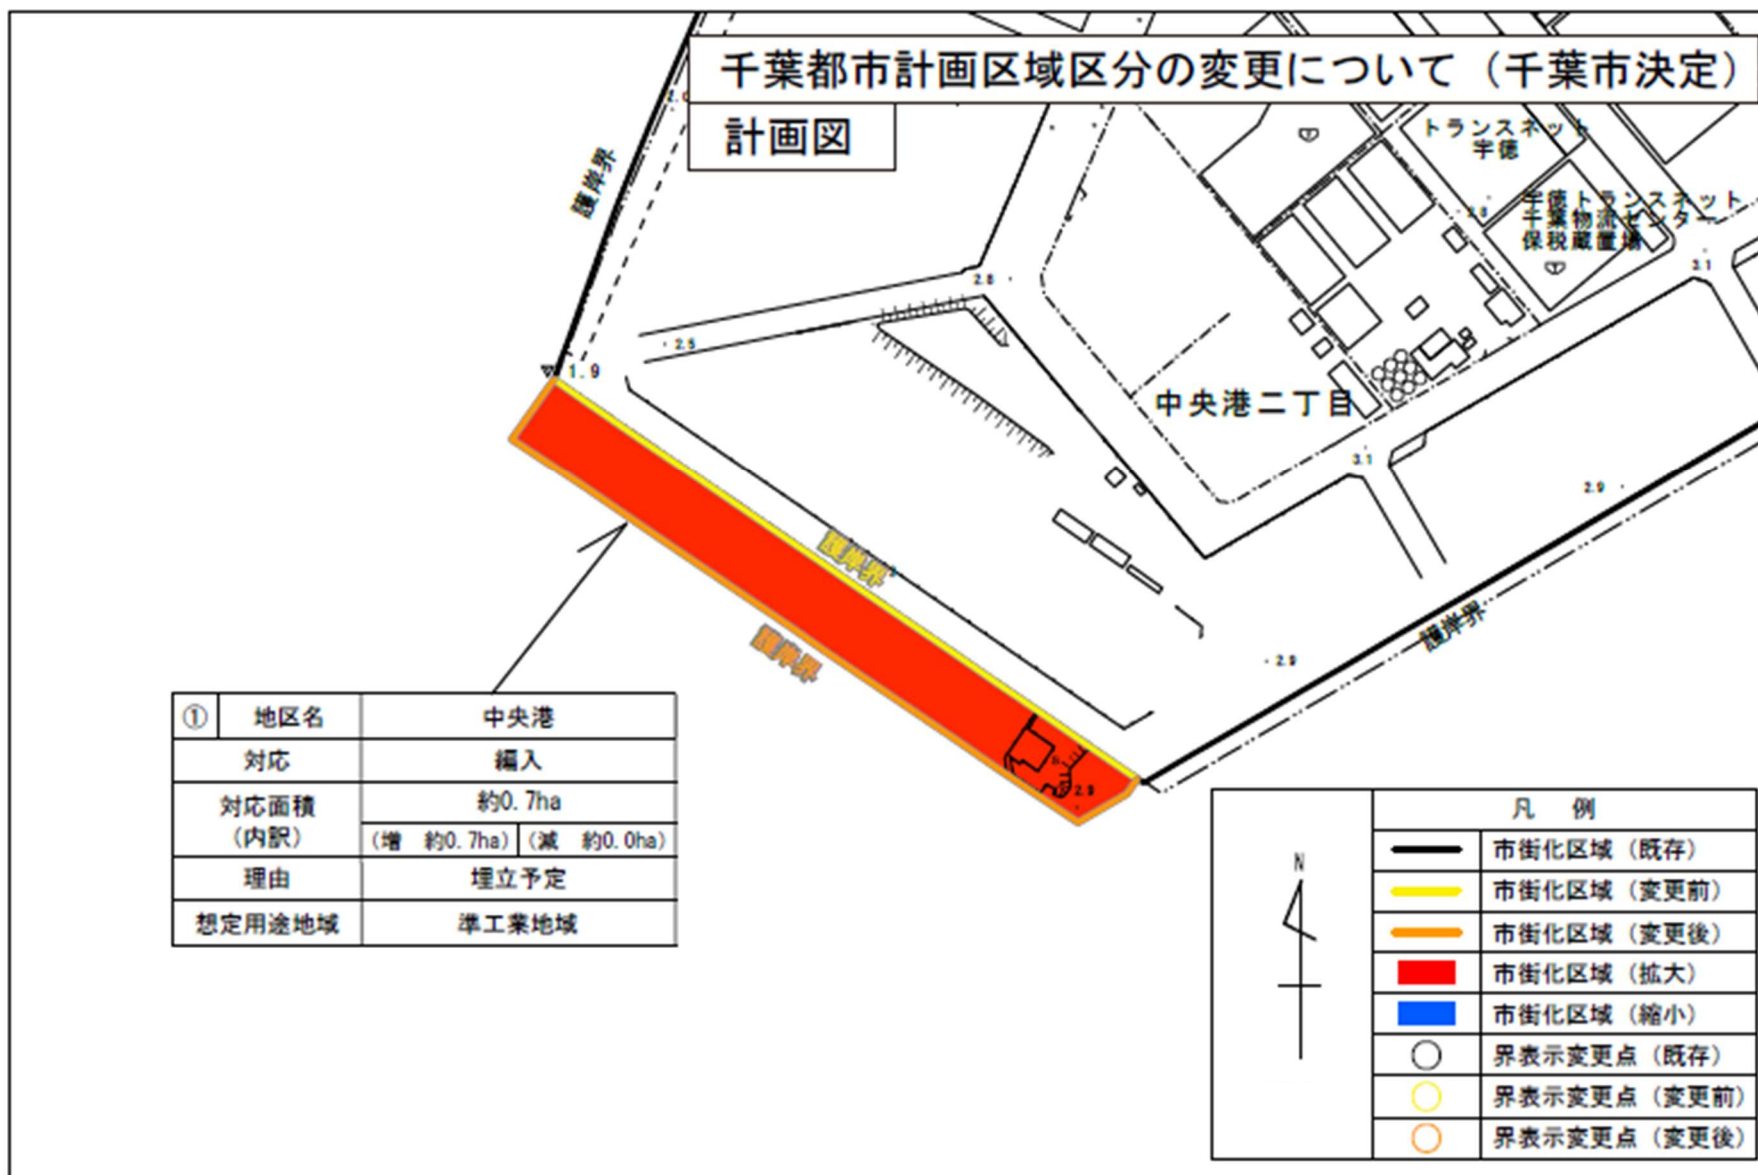 千葉都市計画区域区分の変更について（千葉市決定）
計画図
護岸界
トランスネット
宇徳
宇徳トランスネット
千葉物流センター
保税蔵置場
2.8
3.1
2.5
1.9
中央港二丁目
3.1
2.9
護岸界
護岸界
護岸界
2.9
2.9
① 地区名 中央港
対応 編入
対応面積
（内訳）
約0.7ha
（増 約0.7ha） （減 約0.0ha）
理由 埋立予定
想定用途地域 準工業地域
N
凡 例
市街化区域（既存）
市街化区域（変更前）
市街化区域（変更後）
市街化区域（拡大）
市街化区域（縮小）
界表示変更点（既存）
界表示変更点（変更前）
界表示変更点（変更後）